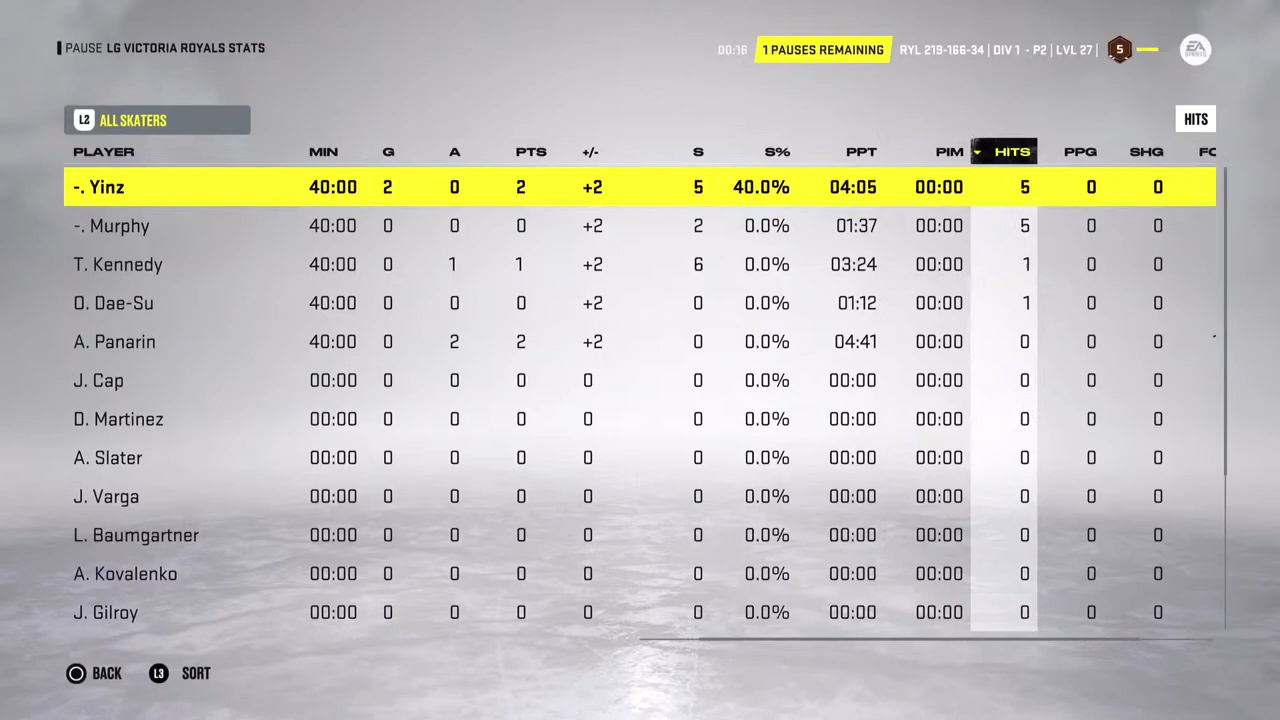 PAUSE LG VICTORIA ROYALS STATS
00:16 1 PAUSES REMAINING RYL 219-166-34 | DIV 1 - P2 | LVL 27 | 5 EA SPORTS
L2 ALL SKATERS HITS
PLAYER MIN G A PTS +/- S S% PPT PIM HITS PPG SHG FO
-. Yinz 40:00 2 0 2 +2 5 40.0% 04:05 00:00 5 0 0
-. Murphy 40:00 0 0 0 +2 2 0.0% 01:37 00:00 5 0 0
T. Kennedy 40:00 0 1 1 +2 6 0.0% 03:24 00:00 1 0 0
O. Dae-Su 40:00 0 0 0 +2 0 0.0% 01:12 00:00 1 0 0
A. Panarin 40:00 0 2 2 +2 0 0.0% 04:41 00:00 0 0 0
J. Cap 00:00 0 0 0 0 0 0.0% 00:00 00:00 0 0 0
D. Martinez 00:00 0 0 0 0 0 0.0% 00:00 00:00 0 0 0
A. Slater 00:00 0 0 0 0 0 0.0% 00:00 00:00 0 0 0
J. Varga 00:00 0 0 0 0 0 0.0% 00:00 00:00 0 0 0
L. Baumgartner 00:00 0 0 0 0 0 0.0% 00:00 00:00 0 0 0
A. Kovalenko 00:00 0 0 0 0 0 0.0% 00:00 00:00 0 0 0
J. Gilroy 00:00 0 0 0 0 0 0.0% 00:00 00:00 0 0 0
BACK L3 SORT